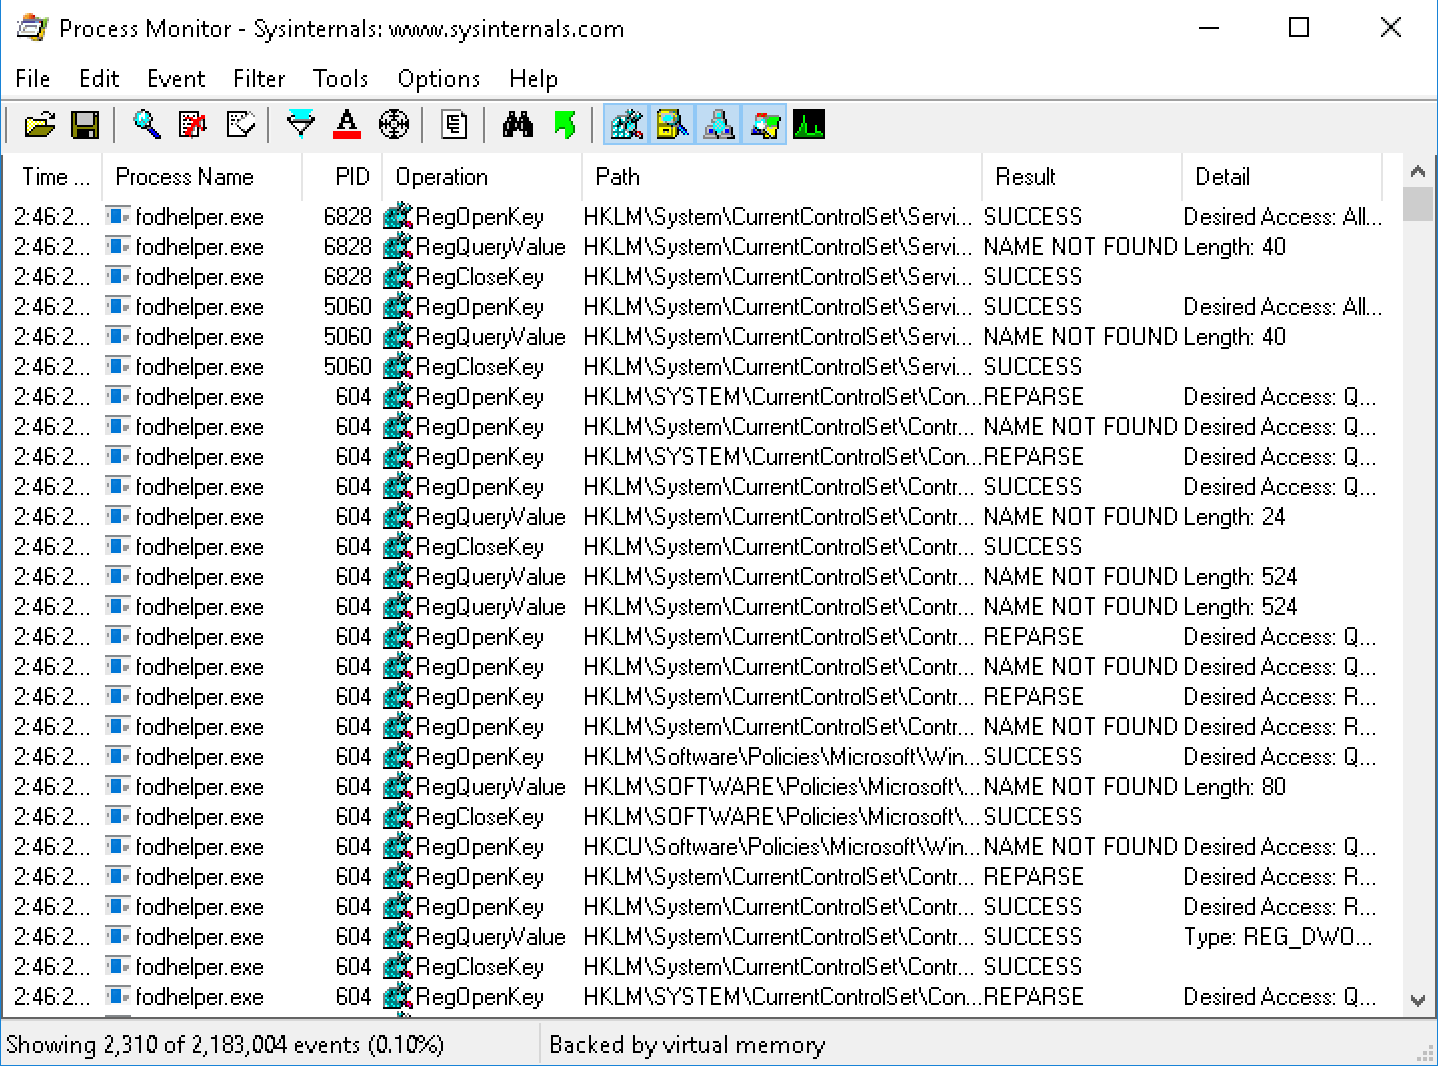 Process Monitor - Sysinternals: www.sysinternals.com
File Edit Event Filter Tools Options Help
Time ... Process Name PID Operation Path Result Detail
2:46:2... fodhelper.exe 6828 RegOpenKey HKLM\System\CurrentControlSet\Servi... SUCCESS Desired Access: All...
2:46:2... fodhelper.exe 6828 RegQueryValue HKLM\System\CurrentControlSet\Servi... NAME NOT FOUND Length: 40
2:46:2... fodhelper.exe 6828 RegCloseKey HKLM\System\CurrentControlSet\Servi... SUCCESS
2:46:2... fodhelper.exe 5060 RegOpenKey HKLM\System\CurrentControlSet\Servi... SUCCESS Desired Access: All...
2:46:2... fodhelper.exe 5060 RegQueryValue HKLM\System\CurrentControlSet\Servi... NAME NOT FOUND Length: 40
2:46:2... fodhelper.exe 5060 RegCloseKey HKLM\System\CurrentControlSet\Servi... SUCCESS
2:46:2... fodhelper.exe 604 RegOpenKey HKLM\SYSTEM\CurrentControlSet\Con... REPARSE Desired Access: Q...
2:46:2... fodhelper.exe 604 RegOpenKey HKLM\System\CurrentControlSet\Contr... NAME NOT FOUND Desired Access: Q...
2:46:2... fodhelper.exe 604 RegOpenKey HKLM\SYSTEM\CurrentControlSet\Con... REPARSE Desired Access: Q...
2:46:2... fodhelper.exe 604 RegOpenKey HKLM\System\CurrentControlSet\Contr... SUCCESS Desired Access: Q...
2:46:2... fodhelper.exe 604 RegQueryValue HKLM\System\CurrentControlSet\Contr... NAME NOT FOUND Length: 24
2:46:2... fodhelper.exe 604 RegCloseKey HKLM\System\CurrentControlSet\Contr... SUCCESS
2:46:2... fodhelper.exe 604 RegQueryValue HKLM\System\CurrentControlSet\Contr... NAME NOT FOUND Length: 524
2:46:2... fodhelper.exe 604 RegQueryValue HKLM\System\CurrentControlSet\Contr... NAME NOT FOUND Length: 524
2:46:2... fodhelper.exe 604 RegOpenKey HKLM\System\CurrentControlSet\Contr... REPARSE Desired Access: Q...
2:46:2... fodhelper.exe 604 RegOpenKey HKLM\System\CurrentControlSet\Contr... NAME NOT FOUND Desired Access: Q...
2:46:2... fodhelper.exe 604 RegOpenKey HKLM\System\CurrentControlSet\Contr... REPARSE Desired Access: R...
2:46:2... fodhelper.exe 604 RegOpenKey HKLM\System\CurrentControlSet\Contr... NAME NOT FOUND Desired Access: R...
2:46:2... fodhelper.exe 604 RegOpenKey HKLM\Software\Policies\Microsoft\Win... SUCCESS Desired Access: Q...
2:46:2... fodhelper.exe 604 RegQueryValue HKLM\SOFTWARE\Policies\Microsoft\... NAME NOT FOUND Length: 80
2:46:2... fodhelper.exe 604 RegCloseKey HKLM\SOFTWARE\Policies\Microsoft\... SUCCESS
2:46:2... fodhelper.exe 604 RegOpenKey HKCU\Software\Policies\Microsoft\Win... NAME NOT FOUND Desired Access: Q...
2:46:2... fodhelper.exe 604 RegOpenKey HKLM\System\CurrentControlSet\Contr... REPARSE Desired Access: R...
2:46:2... fodhelper.exe 604 RegOpenKey HKLM\System\CurrentControlSet\Contr... SUCCESS Desired Access: R...
2:46:2... fodhelper.exe 604 RegQueryValue HKLM\System\CurrentControlSet\Contr... SUCCESS Type: REG_DWO...
2:46:2... fodhelper.exe 604 RegCloseKey HKLM\System\CurrentControlSet\Contr... SUCCESS
2:46:2... fodhelper.exe 604 RegOpenKey HKLM\SYSTEM\CurrentControlSet\Con... REPARSE Desired Access: Q...
Showing 2,310 of 2,183,004 events (0.10%) Backed by virtual memory